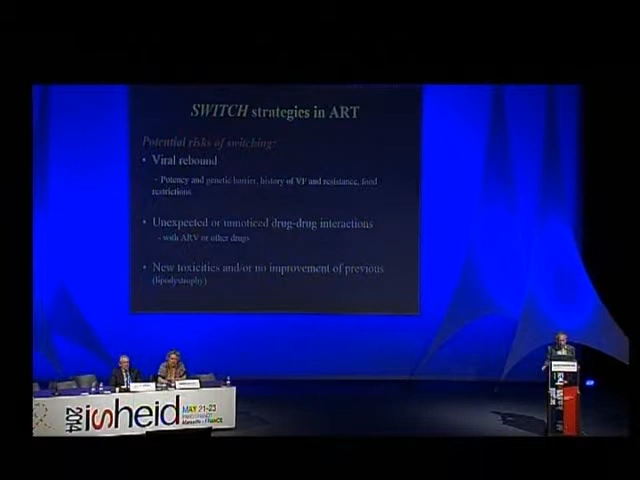 SWITCH strategies in ART
Potential risks of switching:
• Viral rebound
- Potency and genetic barrier, history of VF and resistance, food
restrictions
• Unexpected or unnoticed drug-drug interactions
- with ARV or other drugs
• New toxicities and/or no improvement of previous
(lipodystrophy)
2014
isheid
MAY 21-23